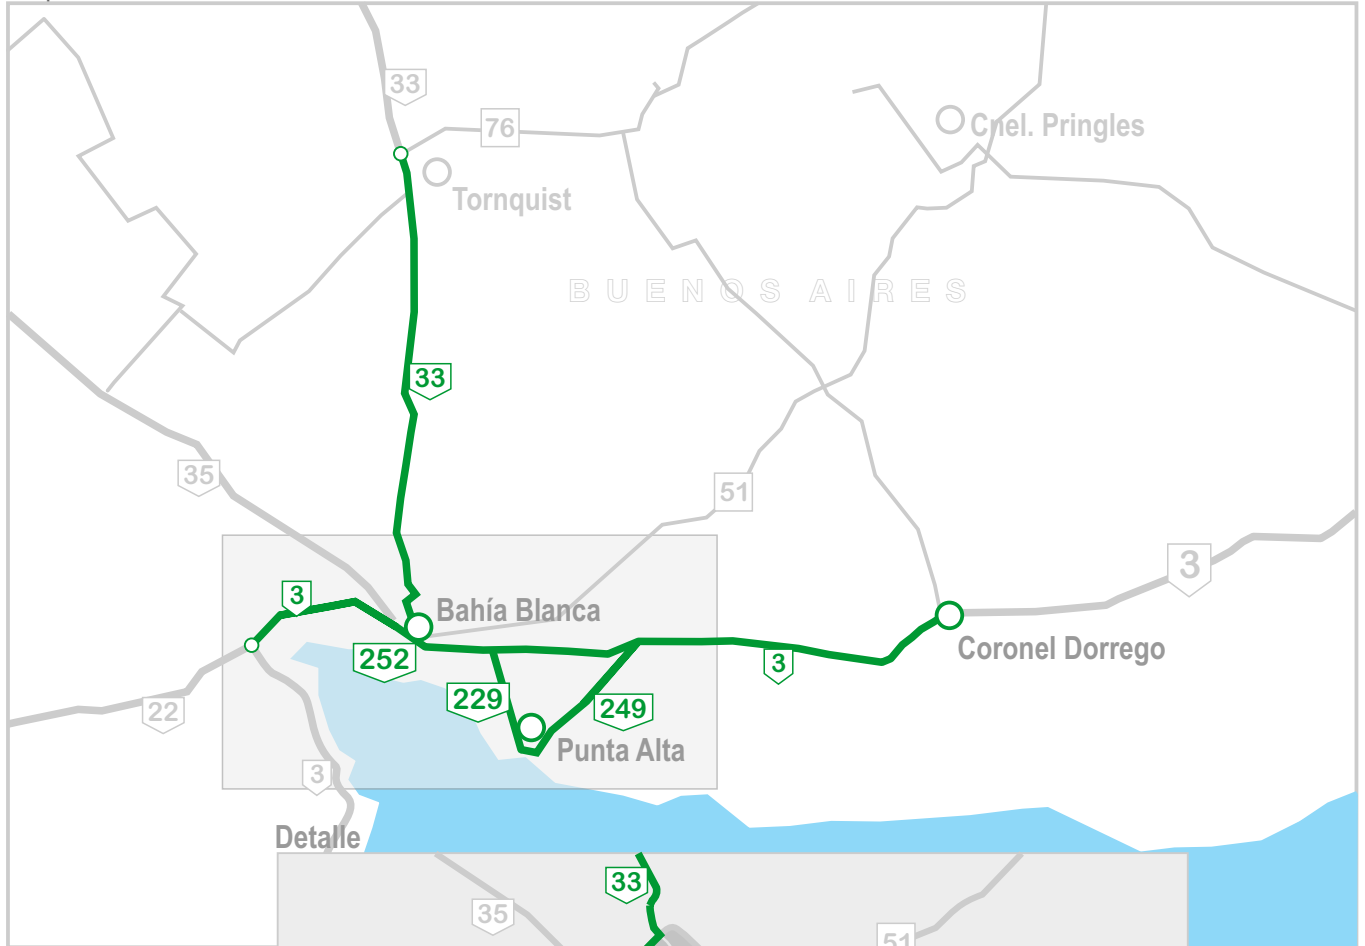 33
76
Cnel. Pringles
Tornquist
BUENOS AIRES
33
35
51
3
3
Bahía Blanca
252
Coronel Dorrego
3
229
249
22
Punta Alta
3
Detalle
33
35
51